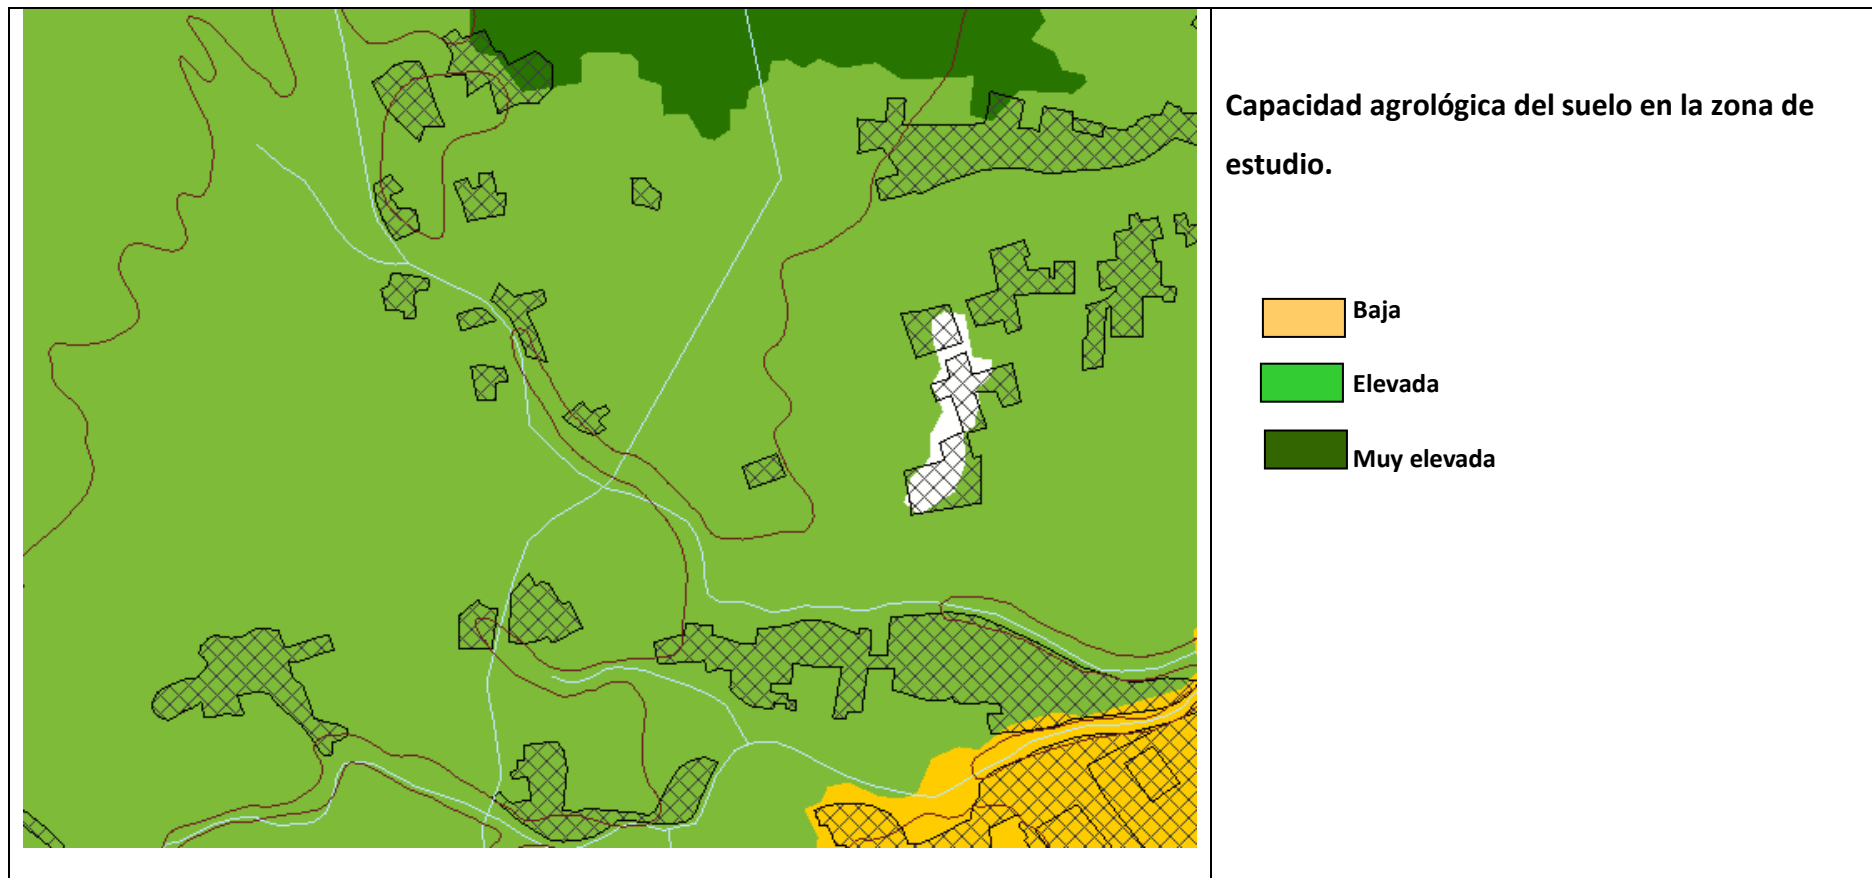 Capacidad agrológica del suelo en la zona de
estudio.
Baja
Elevada
Muy elevada